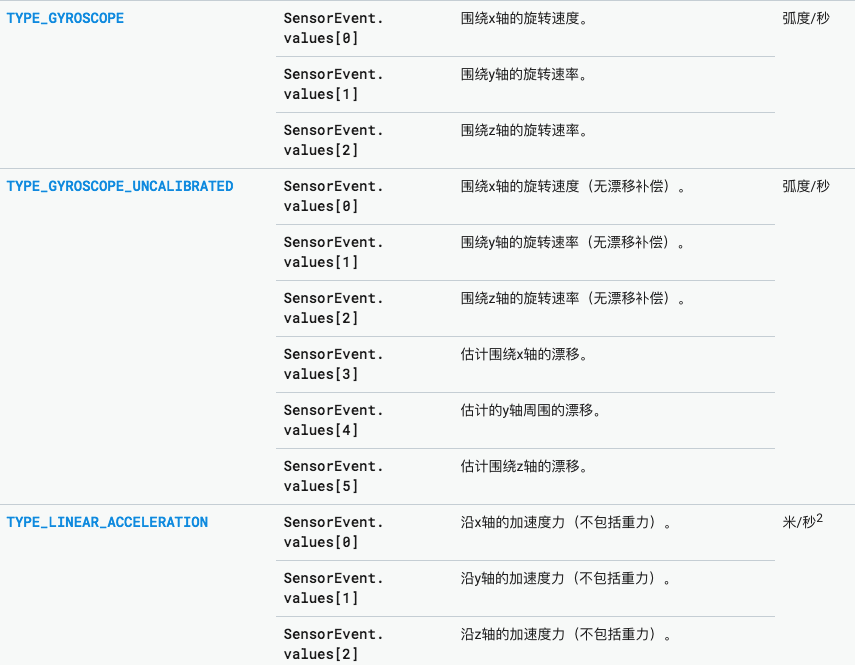 TYPE_GYROSCOPE SensorEvent. 围绕x轴的旋转速度。 弧度/秒
values[0]
SensorEvent. 围绕y轴的旋转速率。
values[1]
SensorEvent. 围绕z轴的旋转速率。
values[2]
TYPE_GYROSCOPE_UNCALIBRATED SensorEvent. 围绕x轴的旋转速度（无漂移补偿）。 弧度/秒
values[0]
SensorEvent. 围绕y轴的旋转速率（无漂移补偿）。
values[1]
SensorEvent. 围绕z轴的旋转速率（无漂移补偿）。
values[2]
SensorEvent. 估计围绕x轴的漂移。
values[3]
SensorEvent. 估计的y轴周围的漂移。
values[4]
SensorEvent. 估计围绕z轴的漂移。
values[5]
TYPE_LINEAR_ACCELERATION SensorEvent. 沿x轴的加速度力（不包括重力）。 米/秒2
values[0]
SensorEvent. 沿y轴的加速度力（不包括重力）。
values[1]
SensorEvent. 沿z轴的加速度力（不包括重力）。
values[2]